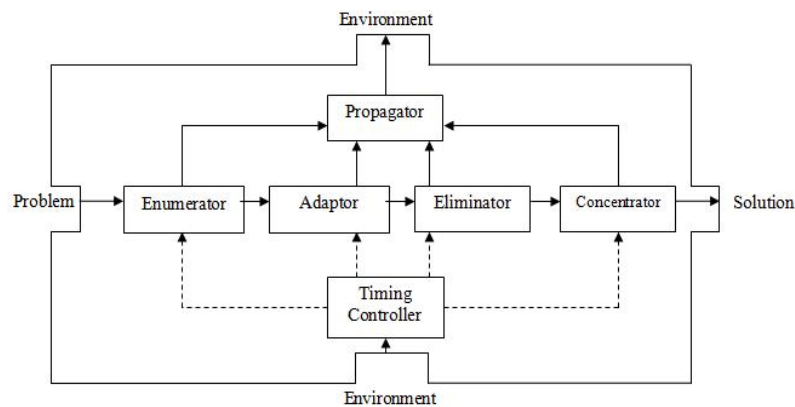 Environment
Propagator
Problem
Enumerator
Adaptor
Eliminator
Concentrator
Solution
Timing
Controller
Environment